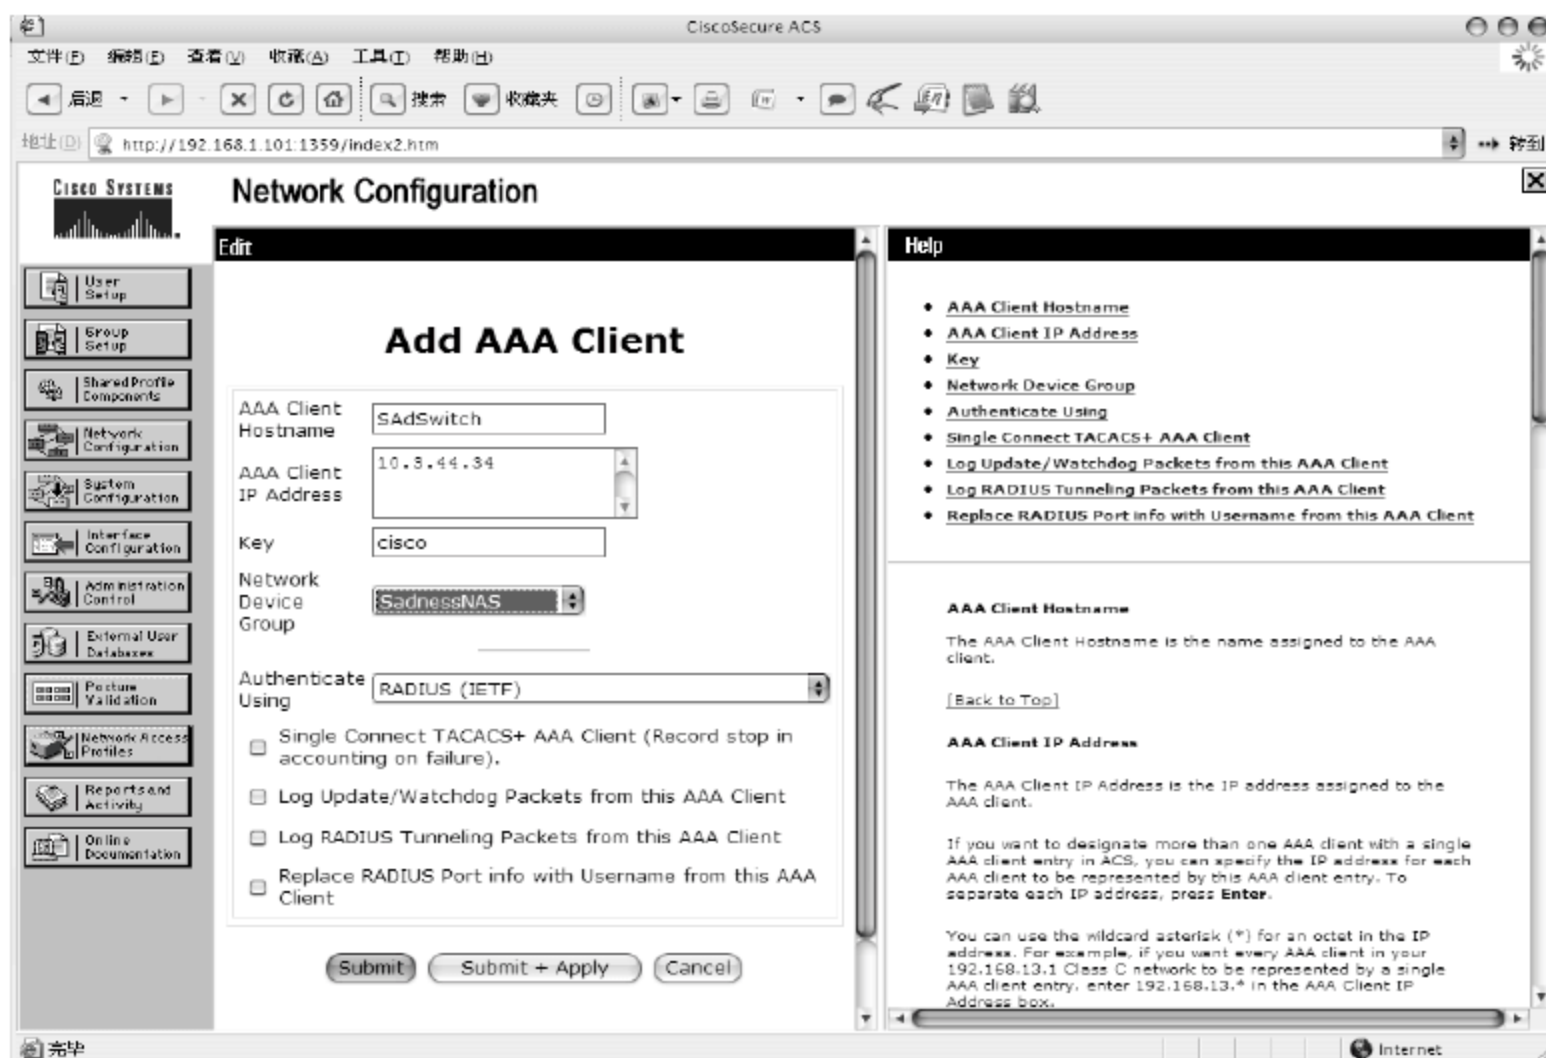 CiscoSecure ACS
文件(F) 编辑(E) 查看(V) 收藏(A) 工具(T) 帮助(H)
后退 搜索 收藏夹
地址(D) http://192.168.1.101:1359/index2.htm 转到
CISCO SYSTEMS
Network Configuration
User Setup
Group Setup
Shared Profile Components
Network Configuration
System Configuration
Interface Configuration
Administration Control
External User Databases
Posture Validation
Network Access Profiles
Reports and Activity
Online Documentation
Edit
Add AAA Client
AAA Client Hostname SAdSwitch
AAA Client IP Address 10.3.44.34
Key cisco
Network Device Group SadnessNAS
Authenticate Using RADIUS (IETF)
Single Connect TACACS+ AAA Client (Record stop in
accounting on failure).
Log Update/Watchdog Packets from this AAA Client
Log RADIUS Tunneling Packets from this AAA Client
Replace RADIUS Port info with Username from this AAA
Client
Submit Submit + Apply Cancel
Help
AAA Client Hostname
AAA Client IP Address
Key
Network Device Group
Authenticate Using
Single Connect TACACS+ AAA Client
Log Update/Watchdog Packets from this AAA Client
Log RADIUS Tunneling Packets from this AAA Client
Replace RADIUS Port info with Username from this AAA Client
AAA Client Hostname
The AAA Client Hostname is the name assigned to the AAA
client.
[Back to Top]
AAA Client IP Address
The AAA Client IP Address is the IP address assigned to the
AAA client.
If you want to designate more than one AAA client with a single
AAA client entry in ACS, you can specify the IP address for each
AAA client to be represented by this AAA client entry. To
separate each IP address, press Enter.
You can use the wildcard asterisk (*) for an octet in the IP
address. For example, if you want every AAA client in your
192.168.13.1 Class C network to be represented by a single
AAA client entry, enter 192.168.13.* in the AAA Client IP
Address box.
完毕 Internet